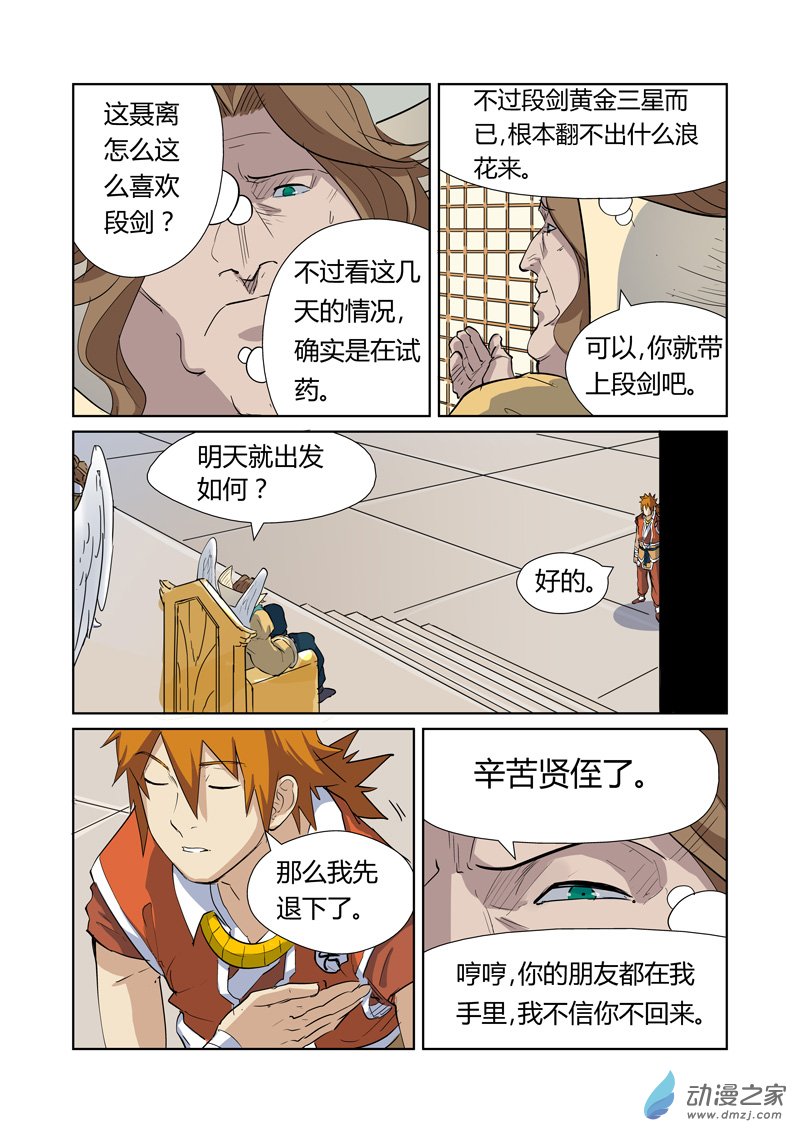 这聂离
怎么这
么喜欢
段剑？
不过看这几
天的情况，
确实是在试
药。
不过段剑黄金三星而
已，根本翻不出什么浪
花来。
可以，你就带
上段剑吧。
明天就出发
如何？
好的。
那么我先
退下了。
辛苦贤侄了。
哼哼，你的朋友都在我
手里，我不信你不回来。
动漫之家
www.dmzj.com